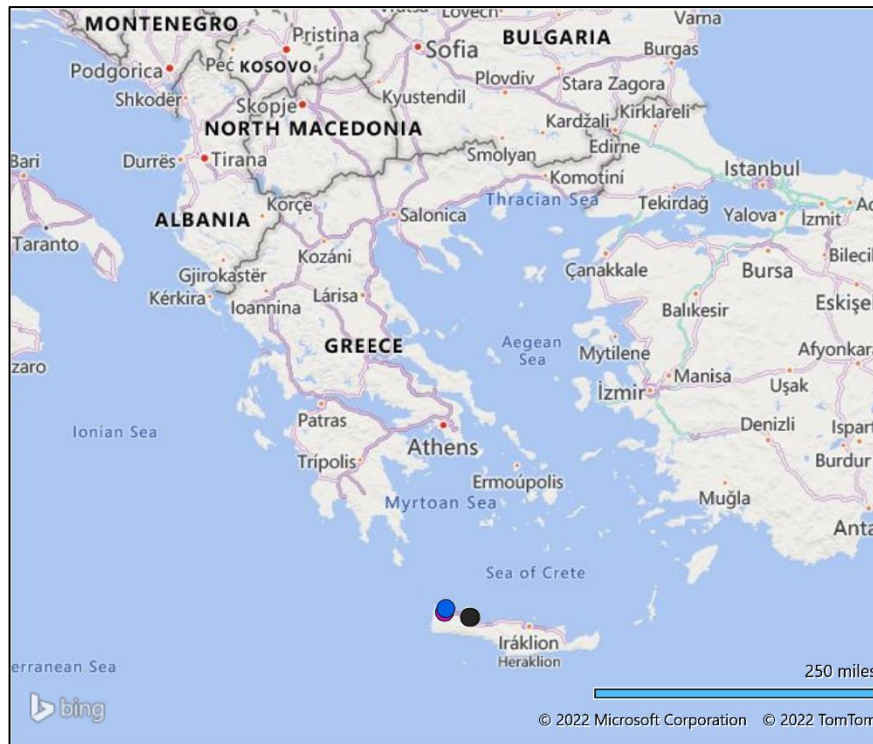 MONTENEGRO
Pristina
Lovech
Varna
Podgorica
Peć
KOSOVO
Sofia
BULGARIA
Burgas
Shkodër
Skopje
Kyustendil
Plovdiv
Stara Zagora
NORTH MACEDONIA
Kardžali
Kirklareli
Edirne
Bari
Durrës
Tirana
Smolyan
Komotiní
Istanbul
Taranto
ALBANIA
Korçë
Salonica
Thracian Sea
Tekirdağ
Yalova
İzmit
Kozáni
Gjirokastër
Çanakkale
Bursa
Bilecik
Kérkira
Ioannina
Lárisa
Balıkesir
Eskişe
GREECE
Aegean
Sea
Mytilene
Afyonkara
zaro
Manisa
Uşak
İzmir
Ionian Sea
Patras
Athens
Denizli
Ispart
Trípolis
Ermoúpolis
Burdur
Myrtoan Sea
Muğla
Anta
Sea of Crete
Iráklion
Heraklion
erranean Sea
250 miles
bing
© 2022 Microsoft Corporation © 2022 TomTom